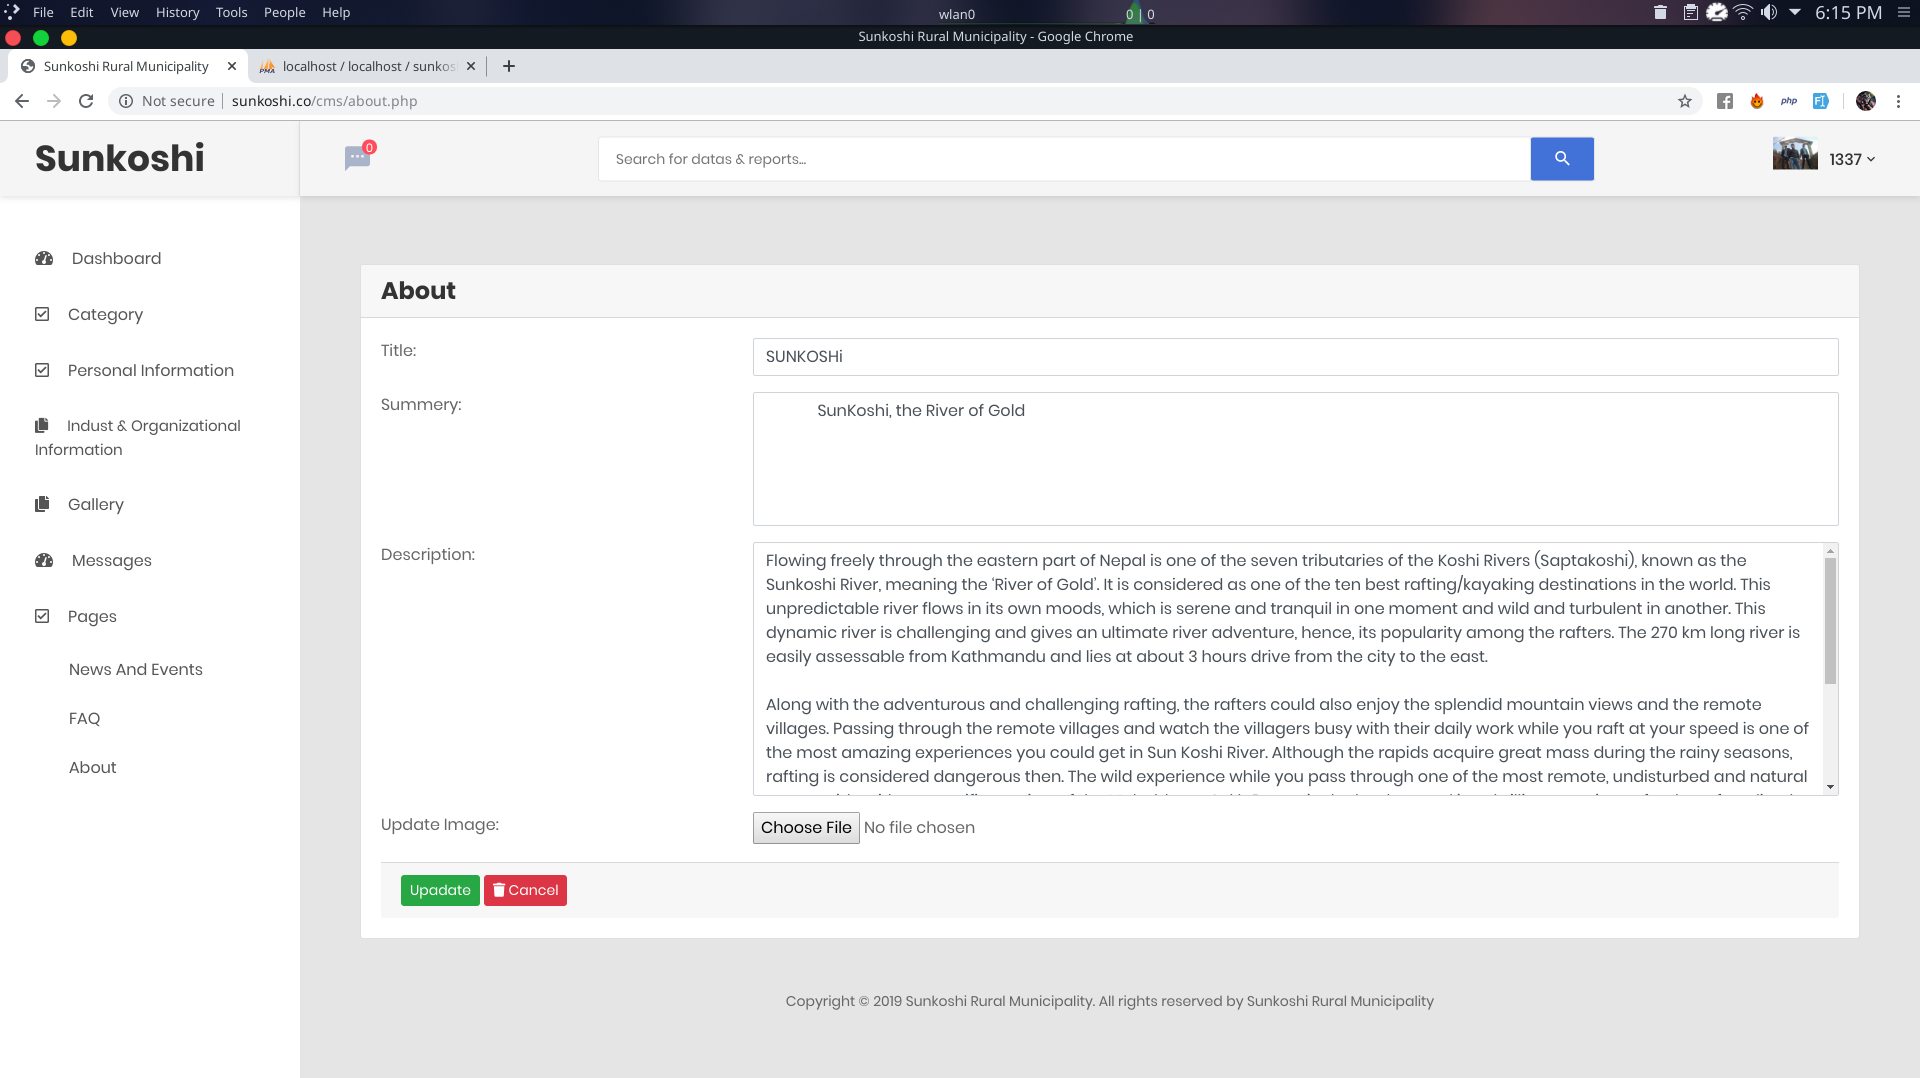 File Edit View History Tools People Help
wlan0
0 | 0
6:15 PM
Sunkoshi Rural Municipality - Google Chrome
Sunkoshi Rural Municipality
PMA localhost / localhost / sunkos
Not secure | sunkoshi.co/cms/about.php
php
Sunkoshi
0
Search for datas & reports...
1337
Dashboard
Category
Personal Information
Indust & Organizational
Information
Gallery
Messages
Pages
News And Events
FAQ
About
About
Title:
SUNKOSHi
Summery:
SunKoshi, the River of Gold
Description:
Flowing freely through the eastern part of Nepal is one of the seven tributaries of the Koshi Rivers (Saptakoshi), known as the
Sunkoshi River, meaning the ‘River of Gold’. It is considered as one of the ten best rafting/kayaking destinations in the world. This
unpredictable river flows in its own moods, which is serene and tranquil in one moment and wild and turbulent in another. This
dynamic river is challenging and gives an ultimate river adventure, hence, its popularity among the rafters. The 270 km long river is
easily assessable from Kathmandu and lies at about 3 hours drive from the city to the east.
Along with the adventurous and challenging rafting, the rafters could also enjoy the splendid mountain views and the remote
villages. Passing through the remote villages and watch the villagers busy with their daily work while you raft at your speed is one of
the most amazing experiences you could get in Sun Koshi River. Although the rapids acquire great mass during the rainy seasons,
rafting is considered dangerous then. The wild experience while you pass through one of the most remote, undisturbed and natural
Update Image:
Choose File No file chosen
Upadate
Cancel
Copyright © 2019 Sunkoshi Rural Municipality. All rights reserved by Sunkoshi Rural Municipality